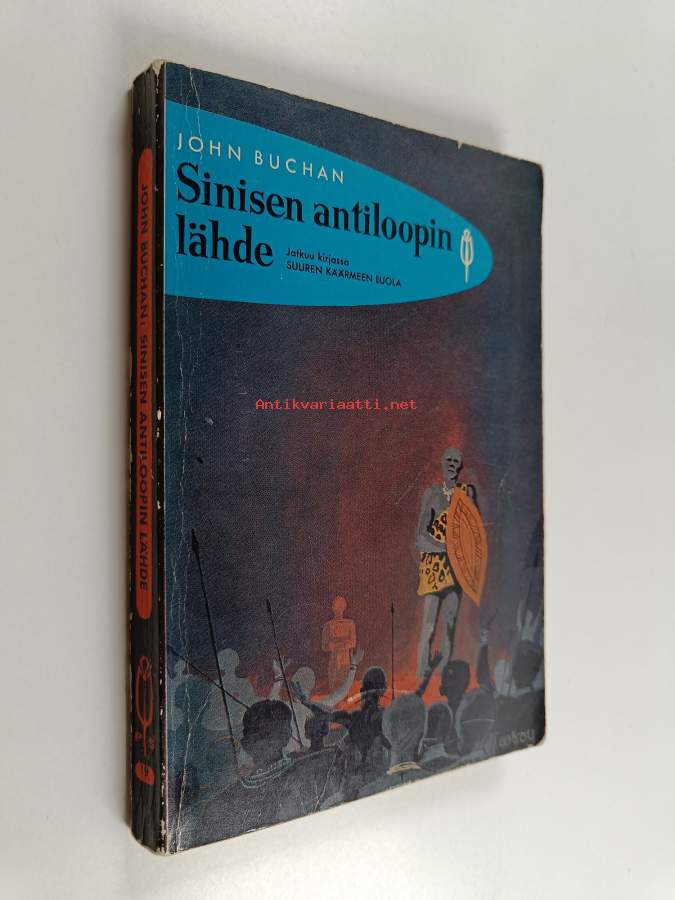 JOHN BUCHAN
Sinisen antiloopin
lähde
Jatkuu kirjassa
SUUREN KÄÄRMEEN LUOLA
Antikvariaatti.net
JOHN BUCHAN: SINISEN ANTILOOPIN LÄHDE
P S